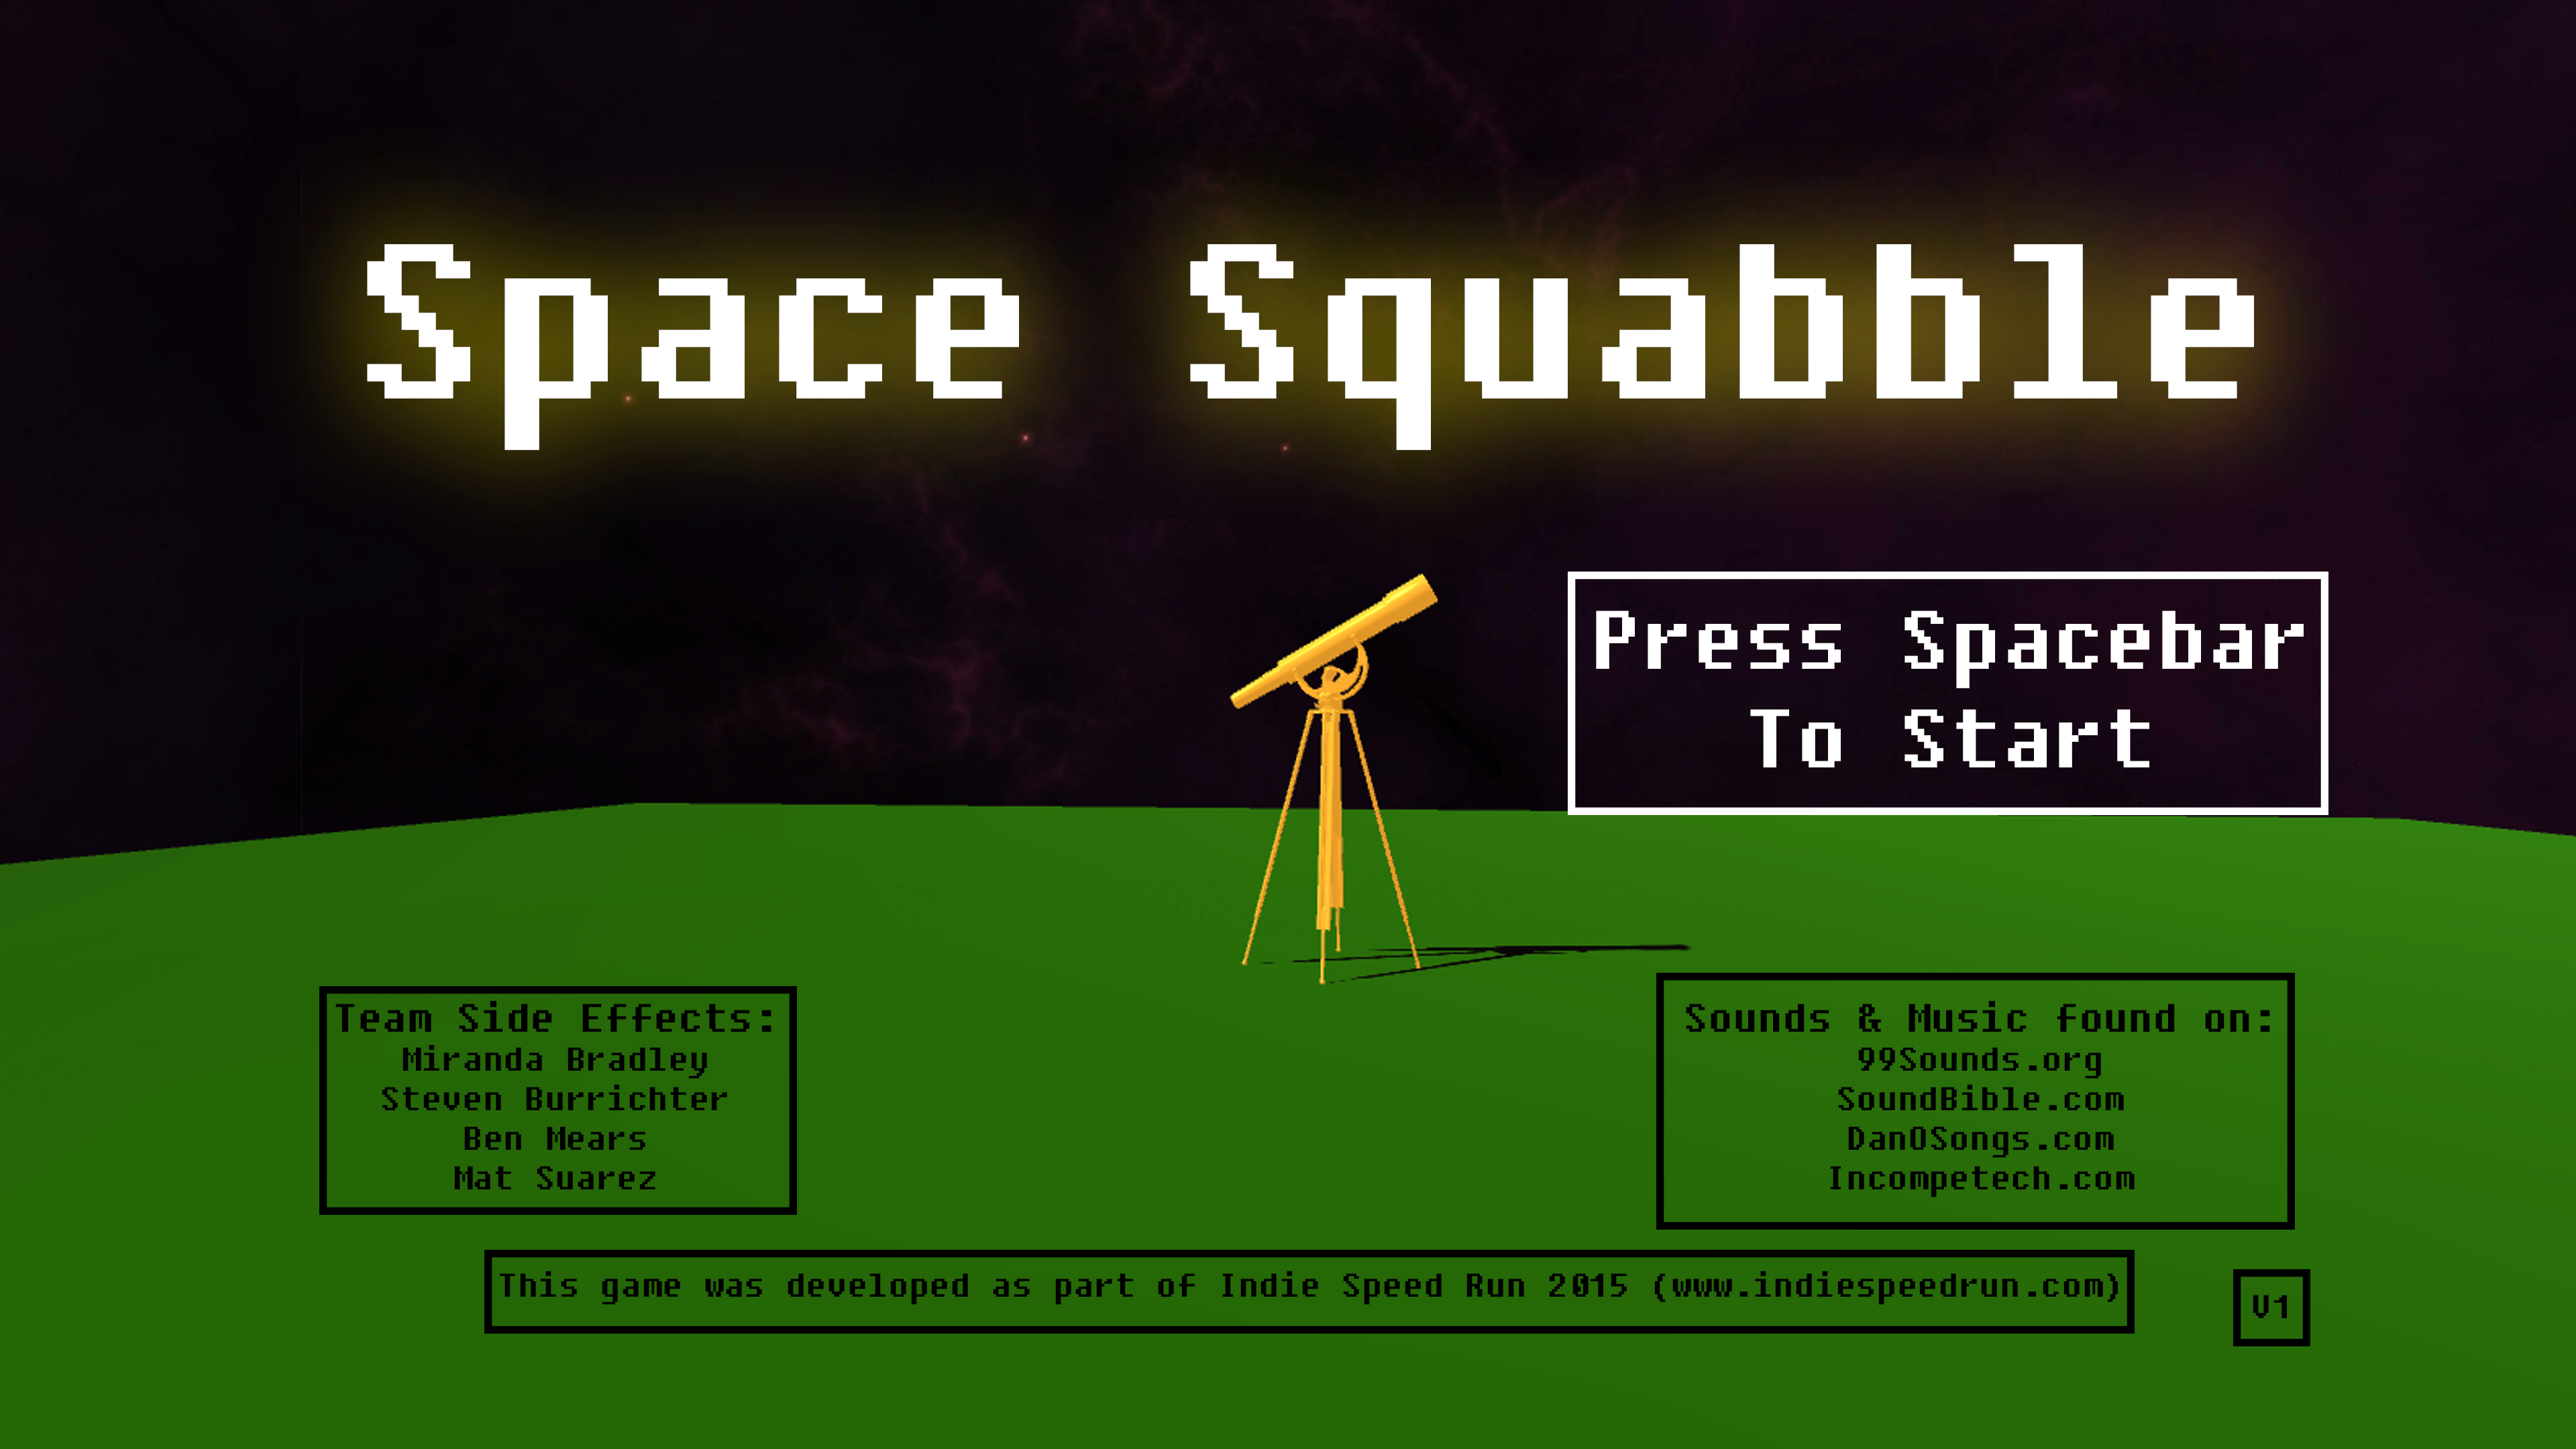 Space Squabble
Press Spacebar
To Start
Team Side Effects:
Miranda Bradley
Steven Burrichter
Ben Mears
Mat Suarez
Sounds & Music found on:
99Sounds.org
SoundBible.com
DanOSongs.com
Incompetech.com
This game was developed as part of Indie Speed Run 2015 (www.indiespeedrun.com)
V1